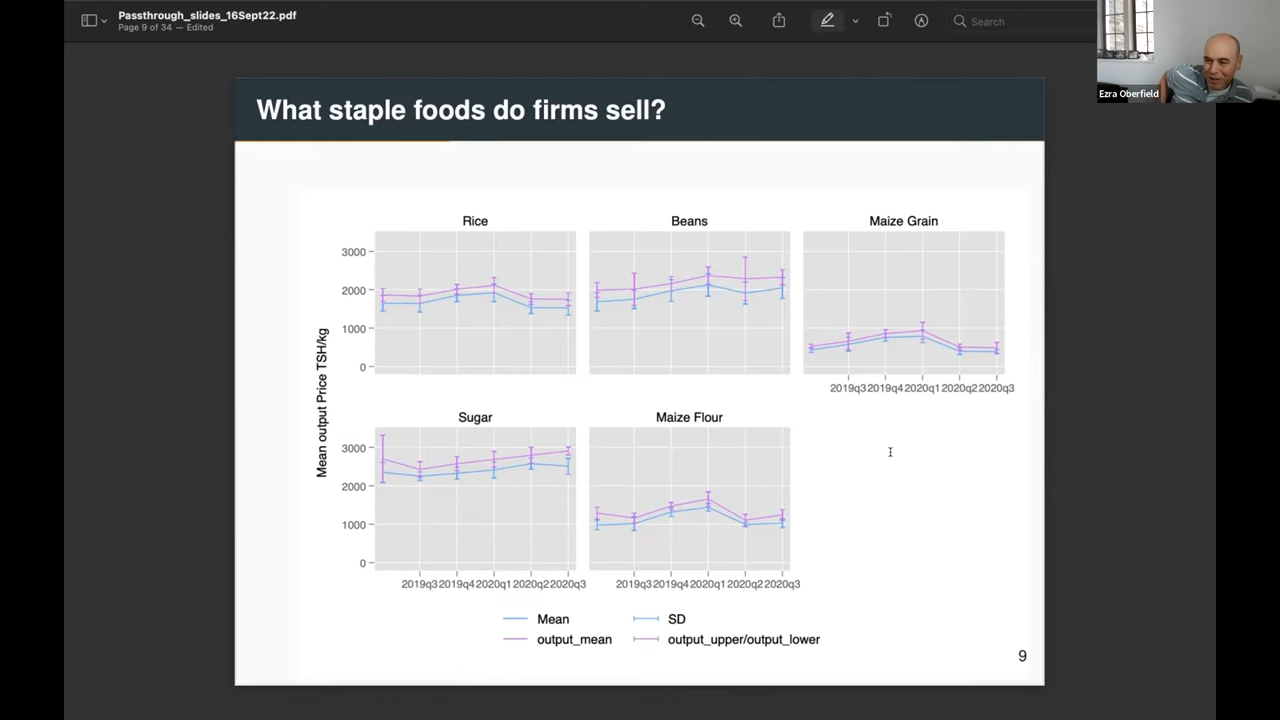 Passthrough_slides_16Sept22.pdf
Page 9 of 34 — Edited
Search
Ezra Oberfield
What staple foods do firms sell?
Rice
Beans
Maize Grain
3000
2000
1000
0
Mean output Price TSH/kg
2019q3 2019q4 2020q1 2020q2 2020q3
Sugar
Maize Flour
3000
2000
1000
0
2019q3 2019q4 2020q1 2020q2 2020q3
2019q3 2019q4 2020q1 2020q2 2020q3
Mean
SD
output_mean
output_upper/output_lower
9